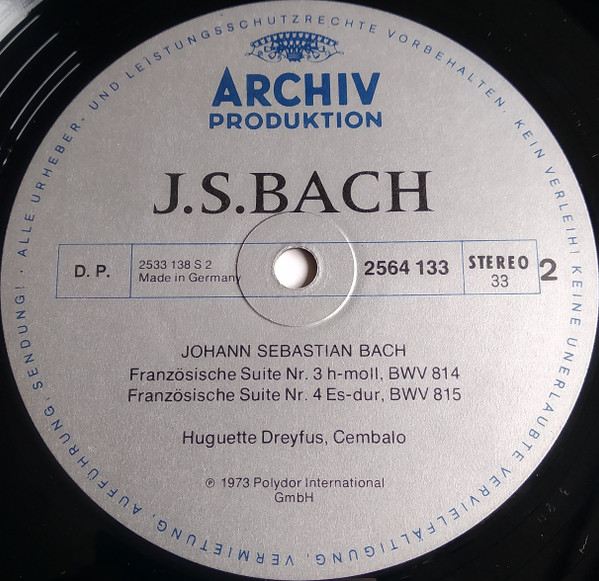 ALLE URHEBER- UND LEISTUNGSSCHUTZRECHTE VORBEHALTEN. KEIN VERLEIH! KEINE UNERLAUBTE VERVIELFÄLTIGUNG, VERMIETUNG, AUFFÜHRUNG, SENDUNG! ·
ARCHIV
PRODUKTION
J.S.BACH
D. P.
2533 138 S 2
Made in Germany
2564 133
STEREO
33
2
JOHANN SEBASTIAN BACH
Französische Suite Nr. 3 h-moll, BWV 814
Französische Suite Nr. 4 Es-dur, BWV 815
Huguette Dreyfus, Cembalo
℗ 1973 Polydor International
GmbH